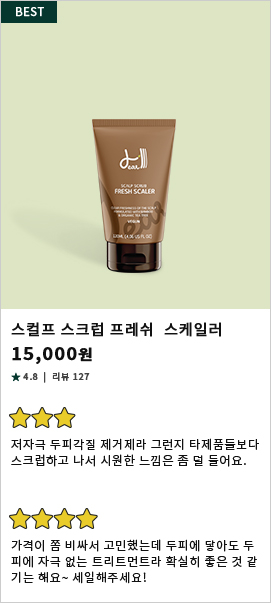 BEST
SCALP SCRUB
FRESH SCALER
스컬프 스크럽 프레쉬 스케일러
15,000원
★ 4.8 | 리뷰 127
저자극 두피각질 제거제라 그런지 타제품들보다
스크럽하고 나서 시원한 느낌은 좀 덜 들어요.
가격이 쫌 비싸서 고민했는데 두피에 닿아도 두
피에 자극 없는 트리트먼트라 확실히 좋은 것 같
기는 해요~ 세일해주세요!